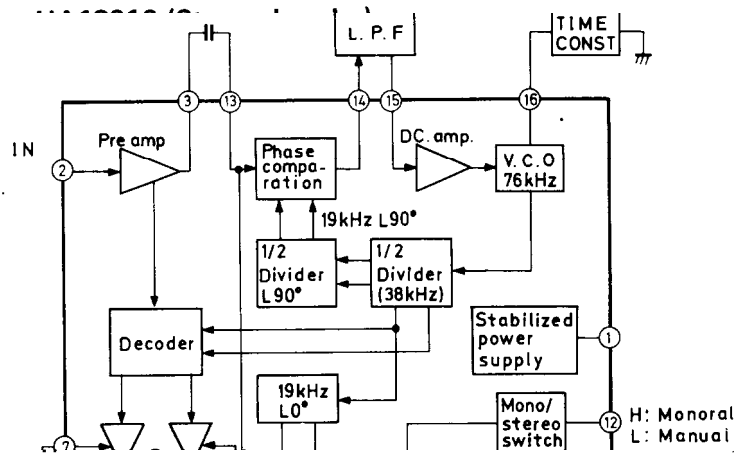 L. P. F
TIME
CONST
3
13
14
15
16
IN
Pre amp
DC. amp.
2
Phase
compa-
ration
V. C. O
76kHz
19kHz L90°
1/2
Divider
L90°
1/2
Divider
(38kHz)
Decoder
Stabilized
power
supply
1
19kHz
L0°
Mono/
stereo
switch
12
H: Monoral
L: Manual
7